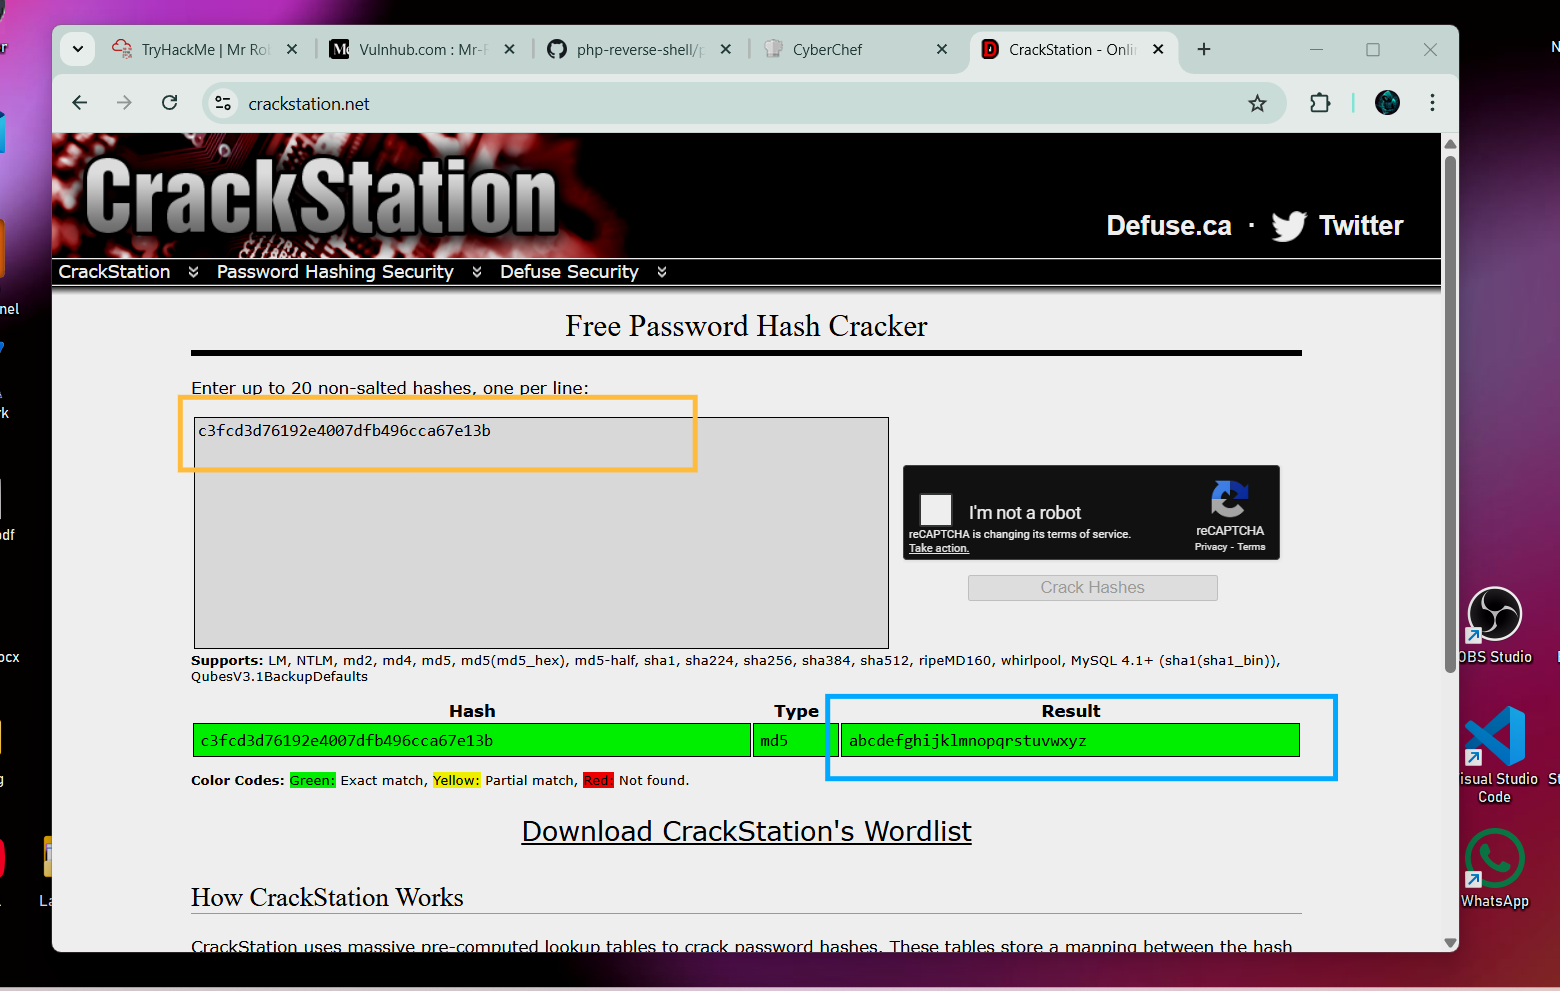 TryHackMe | Mr Rob
Vulnhub.com : Mr-R
php-reverse-shell/p
CyberChef
CrackStation - Onlin
crackstation.net
CrackStation
Defuse.ca · Twitter
CrackStation Password Hashing Security Defuse Security
Free Password Hash Cracker
Enter up to 20 non-salted hashes, one per line:
c3fcd3d76192e4007dfb496cca67e13b
I'm not a robot
reCAPTCHA is changing its terms of service.
Take action.
reCAPTCHA
Privacy - Terms
Crack Hashes
Supports: LM, NTLM, md2, md4, md5, md5(md5_hex), md5-half, sha1, sha224, sha256, sha384, sha512, ripeMD160, whirlpool, MySQL 4.1+ (sha1(sha1_bin)),
QubesV3.1BackupDefaults
Hash Type Result
c3fcd3d76192e4007dfb496cca67e13b md5 abcdefghijklmnopqrstuvwxyz
Color Codes: Green: Exact match, Yellow: Partial match, Red: Not found.
Download CrackStation's Wordlist
How CrackStation Works
CrackStation uses massive pre-computed lookup tables to crack password hashes. These tables store a mapping between the hash
nel
rk
odf
ocx
g
La
OBS Studio
isual Studio
Code
St
WhatsApp